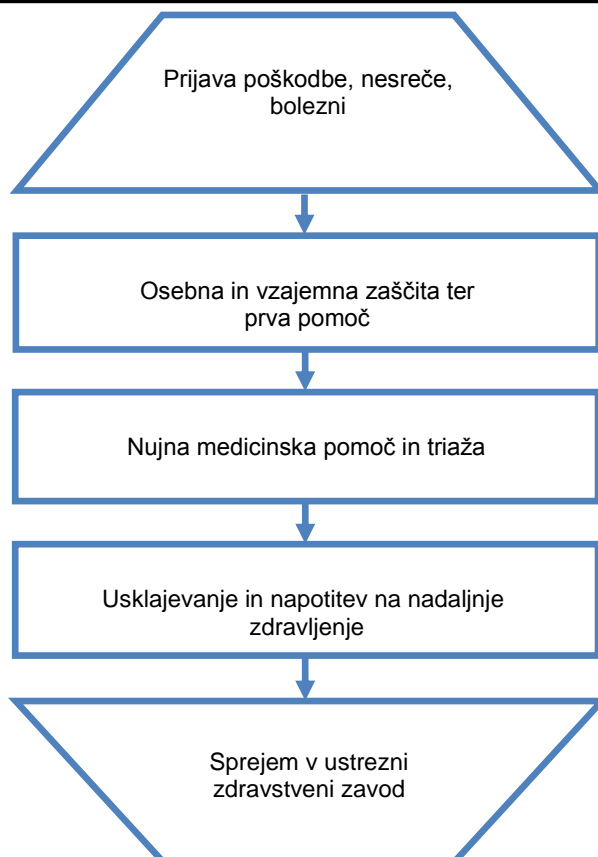 Prijava poškodbe, nesreče,
bolezni
Osebna in vzajemna zaščita ter
prva pomoč
Nujna medicinska pomoč in triaža
Usklajevanje in napotitev na nadaljnje
zdravljenje
Sprejem v ustrezni
zdravstveni zavod